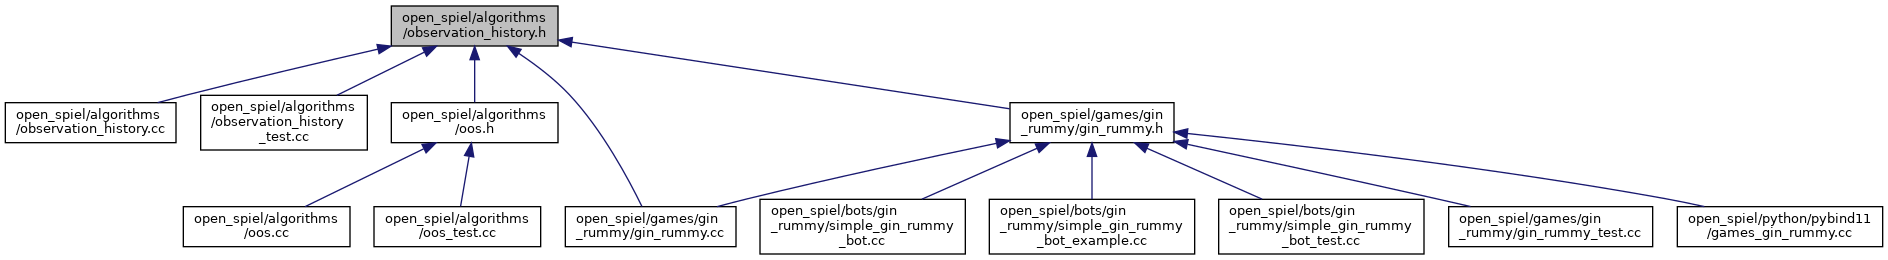 open_spiel/algorithms
/observation_history.h
open_spiel/algorithms
/observation_history.cc
open_spiel/algorithms
/observation_history
_test.cc
open_spiel/algorithms
/oos.h
open_spiel/games/gin
_rummy/gin_rummy.h
open_spiel/algorithms
/oos.cc
open_spiel/algorithms
/oos_test.cc
open_spiel/games/gin
_rummy/gin_rummy.cc
open_spiel/bots/gin
_rummy/simple_gin_rummy
_bot.cc
open_spiel/bots/gin
_rummy/simple_gin_rummy
_bot_example.cc
open_spiel/bots/gin
_rummy/simple_gin_rummy
_bot_test.cc
open_spiel/games/gin
_rummy/gin_rummy_test.cc
open_spiel/python/pybind11
/games_gin_rummy.cc